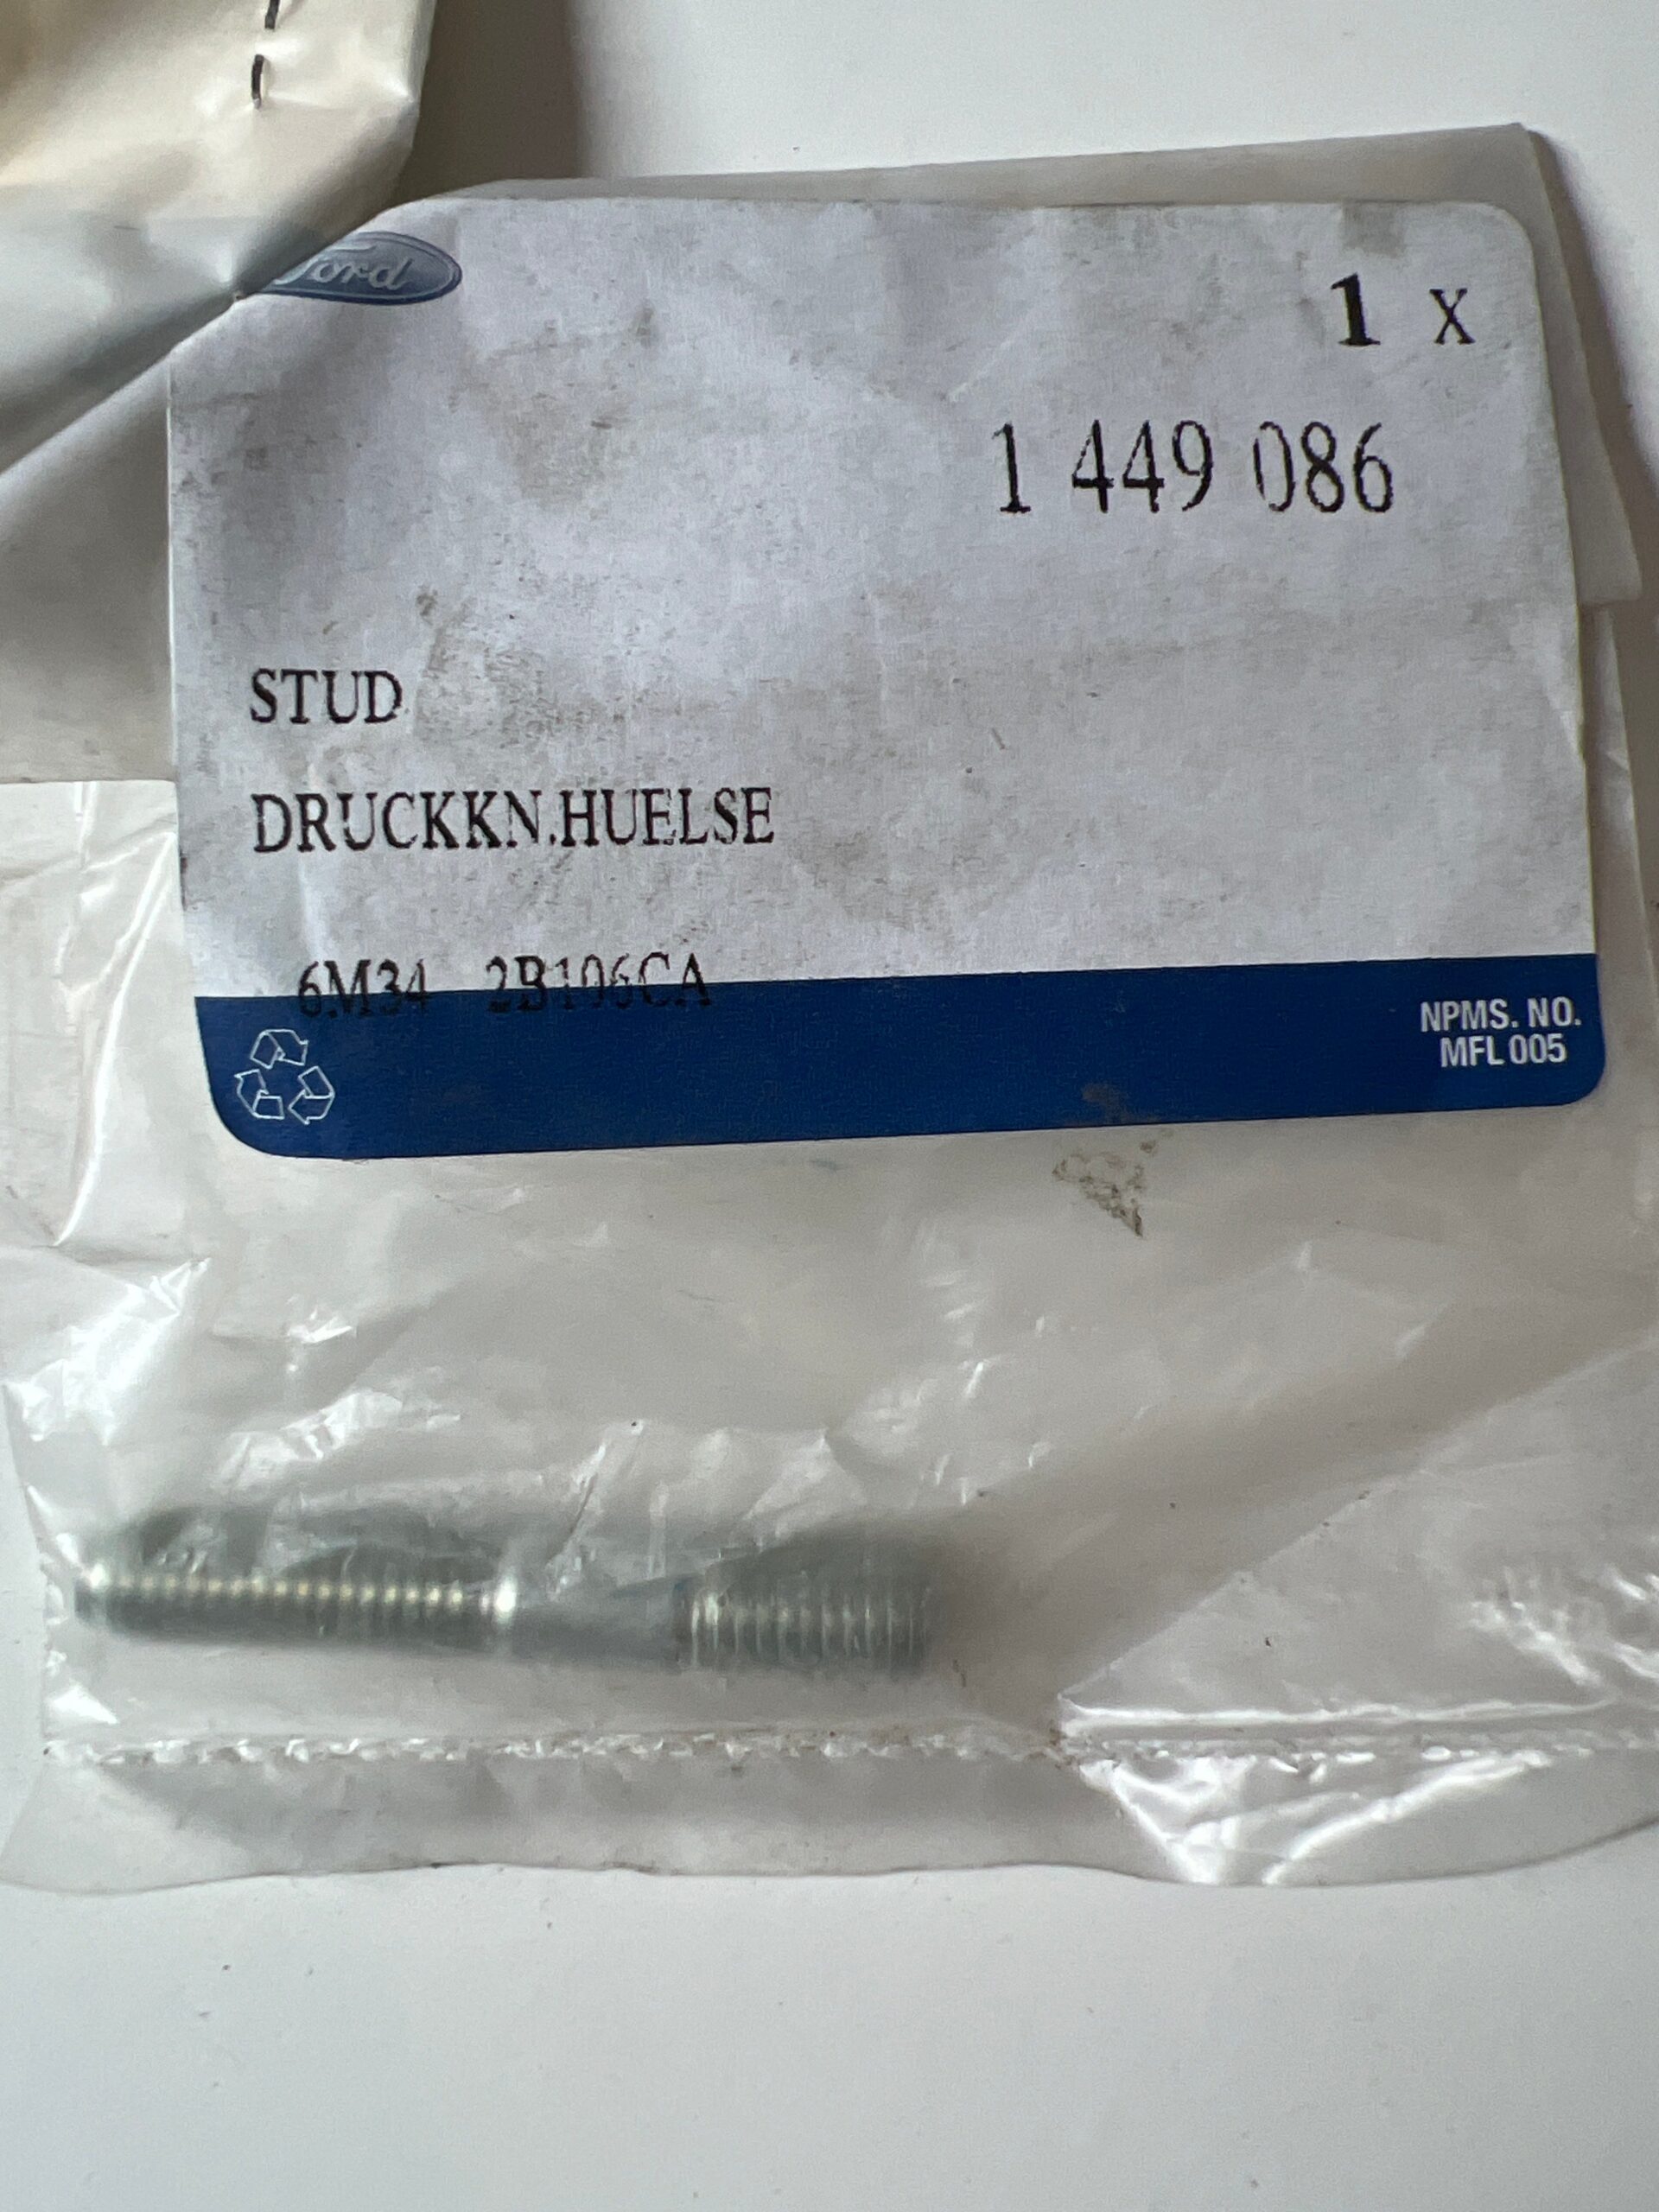 Ford
1 X
1 449 086
STUD
DRUCKKN.HUELSE
6M34 2B106CA
NPMS. NO.
MFL 005